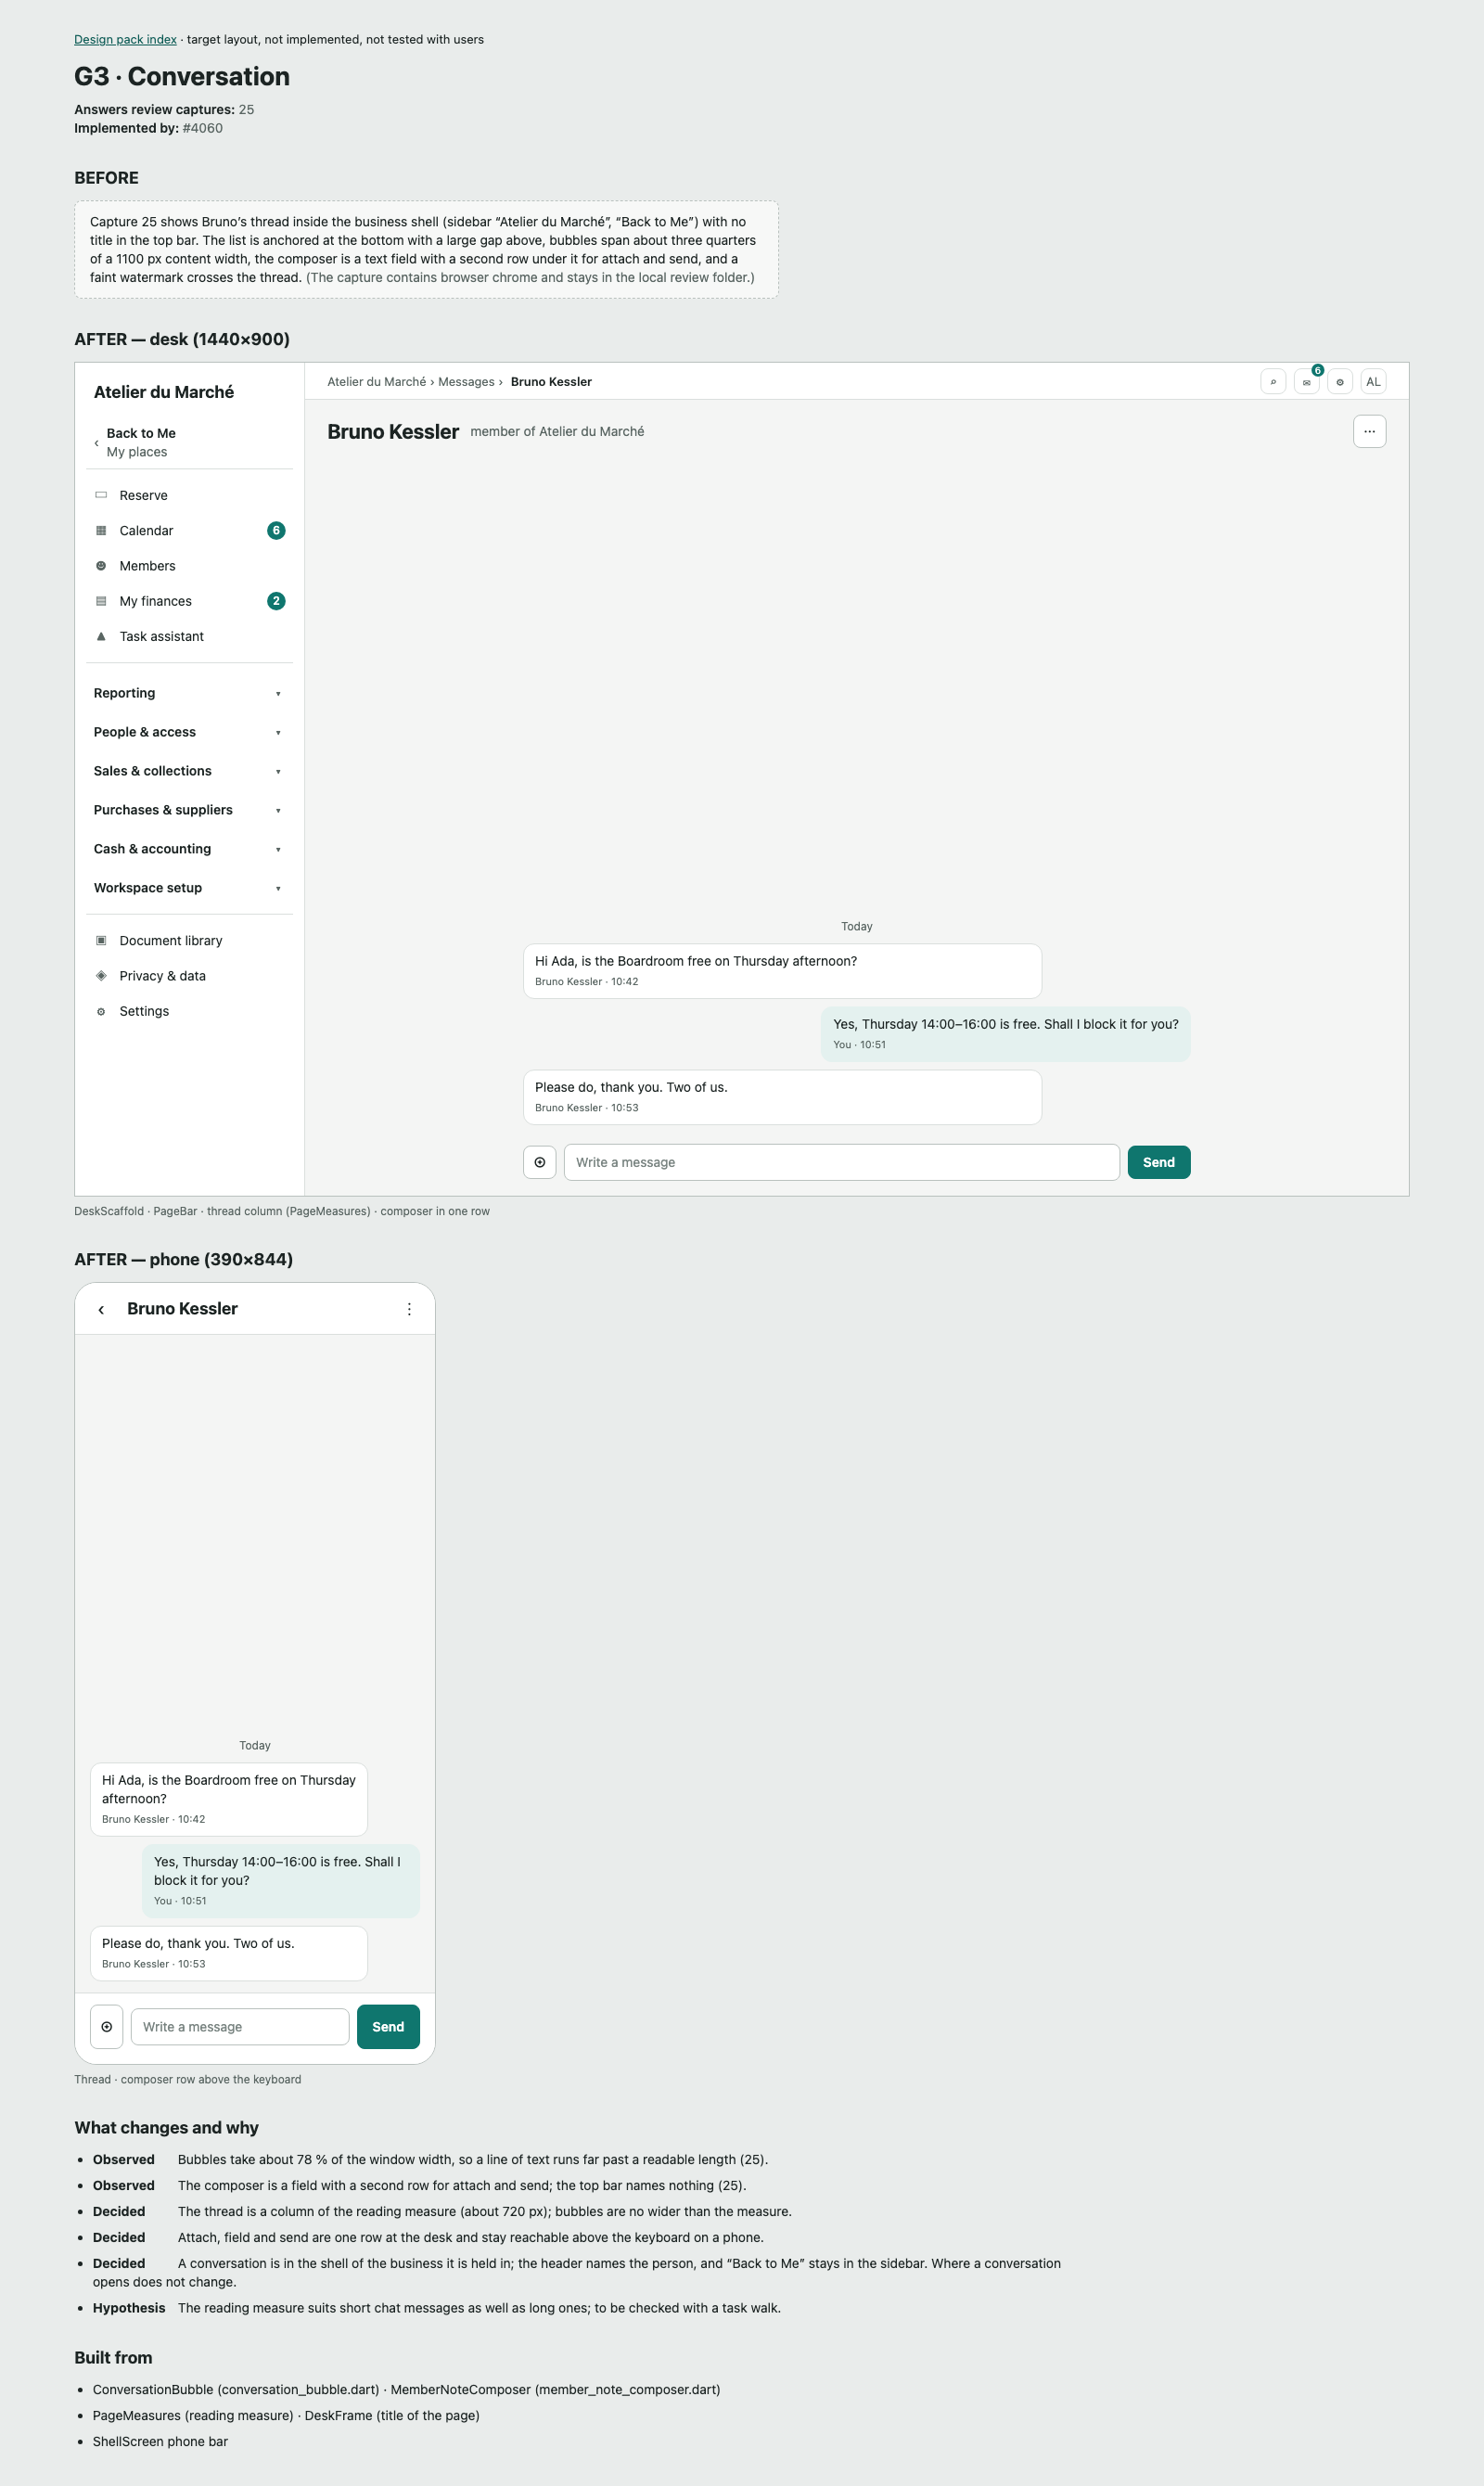 Design pack index · target layout, not implemented, not tested with users
G3 · Conversation
Answers review captures: 25
Implemented by: #4060
BEFORE
Capture 25 shows Bruno’s thread inside the business shell (sidebar “Atelier du Marché”, “Back to Me”) with no
title in the top bar. The list is anchored at the bottom with a large gap above, bubbles span about three quarters
of a 1100 px content width, the composer is a text field with a second row under it for attach and send, and a
faint watermark crosses the thread. (The capture contains browser chrome and stays in the local review folder.)
AFTER — desk (1440×900)
Atelier du Marché
‹ Back to Me
My places
Reserve
Calendar 6
Members
My finances 2
Task assistant
Reporting
People & access
Sales & collections
Purchases & suppliers
Cash & accounting
Workspace setup
Document library
Privacy & data
Settings
Atelier du Marché › Messages › Bruno Kessler
6
AL
Bruno Kessler member of Atelier du Marché
Today
Hi Ada, is the Boardroom free on Thursday afternoon?
Bruno Kessler · 10:42
Yes, Thursday 14:00–16:00 is free. Shall I block it for you?
You · 10:51
Please do, thank you. Two of us.
Bruno Kessler · 10:53
Write a message
Send
DeskScaffold · PageBar · thread column (PageMeasures) · composer in one row
AFTER — phone (390×844)
‹ Bruno Kessler
Today
Hi Ada, is the Boardroom free on Thursday
afternoon?
Bruno Kessler · 10:42
Yes, Thursday 14:00–16:00 is free. Shall I
block it for you?
You · 10:51
Please do, thank you. Two of us.
Bruno Kessler · 10:53
Write a message
Send
Thread · composer row above the keyboard
What changes and why
• Observed Bubbles take about 78 % of the window width, so a line of text runs far past a readable length (25).
• Observed The composer is a field with a second row for attach and send; the top bar names nothing (25).
• Decided The thread is a column of the reading measure (about 720 px); bubbles are no wider than the measure.
• Decided Attach, field and send are one row at the desk and stay reachable above the keyboard on a phone.
• Decided A conversation is in the shell of the business it is held in; the header names the person, and “Back to Me” stays in the sidebar. Where a conversation
opens does not change.
• Hypothesis The reading measure suits short chat messages as well as long ones; to be checked with a task walk.
Built from
• ConversationBubble (conversation_bubble.dart) · MemberNoteComposer (member_note_composer.dart)
• PageMeasures (reading measure) · DeskFrame (title of the page)
• ShellScreen phone bar